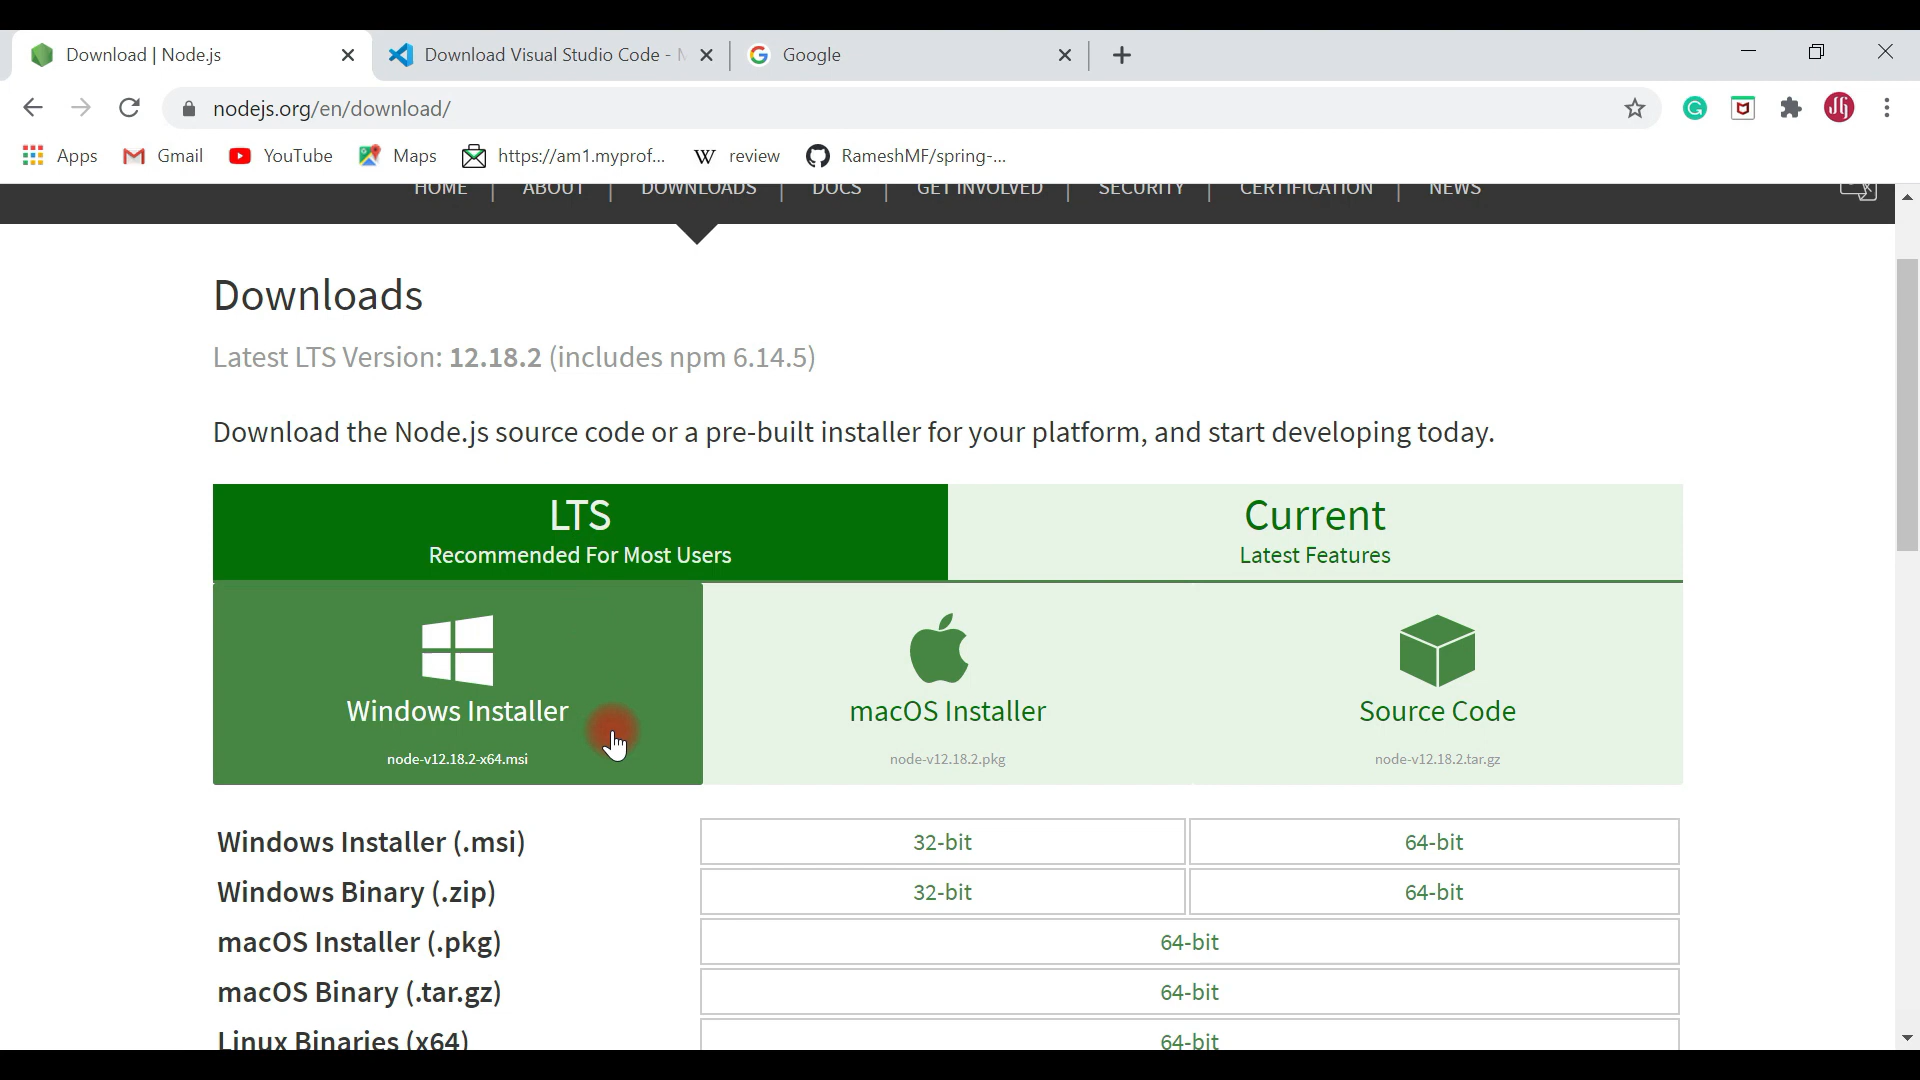 Download | Node.js
Download Visual Studio Code -
Google
nodejs.org/en/download/
Apps
Gmail
YouTube
Maps
https://am1.myprof...
W review
RameshMF/spring-...
HOME | ABOUT | DOWNLOADS | DOCS | GET INVOLVED | SECURITY | CERTIFICATION | NEWS
Downloads
Latest LTS Version: 12.18.2 (includes npm 6.14.5)
Download the Node.js source code or a pre-built installer for your platform, and start developing today.
LTS
Recommended For Most Users
Current
Latest Features
Windows Installer
node-v12.18.2-x64.msi
macOS Installer
node-v12.18.2.pkg
Source Code
node-v12.18.2.tar.gz
Windows Installer (.msi) 32-bit 64-bit
Windows Binary (.zip) 32-bit 64-bit
macOS Installer (.pkg) 64-bit
macOS Binary (.tar.gz) 64-bit
Linux Binaries (x64) 64-bit